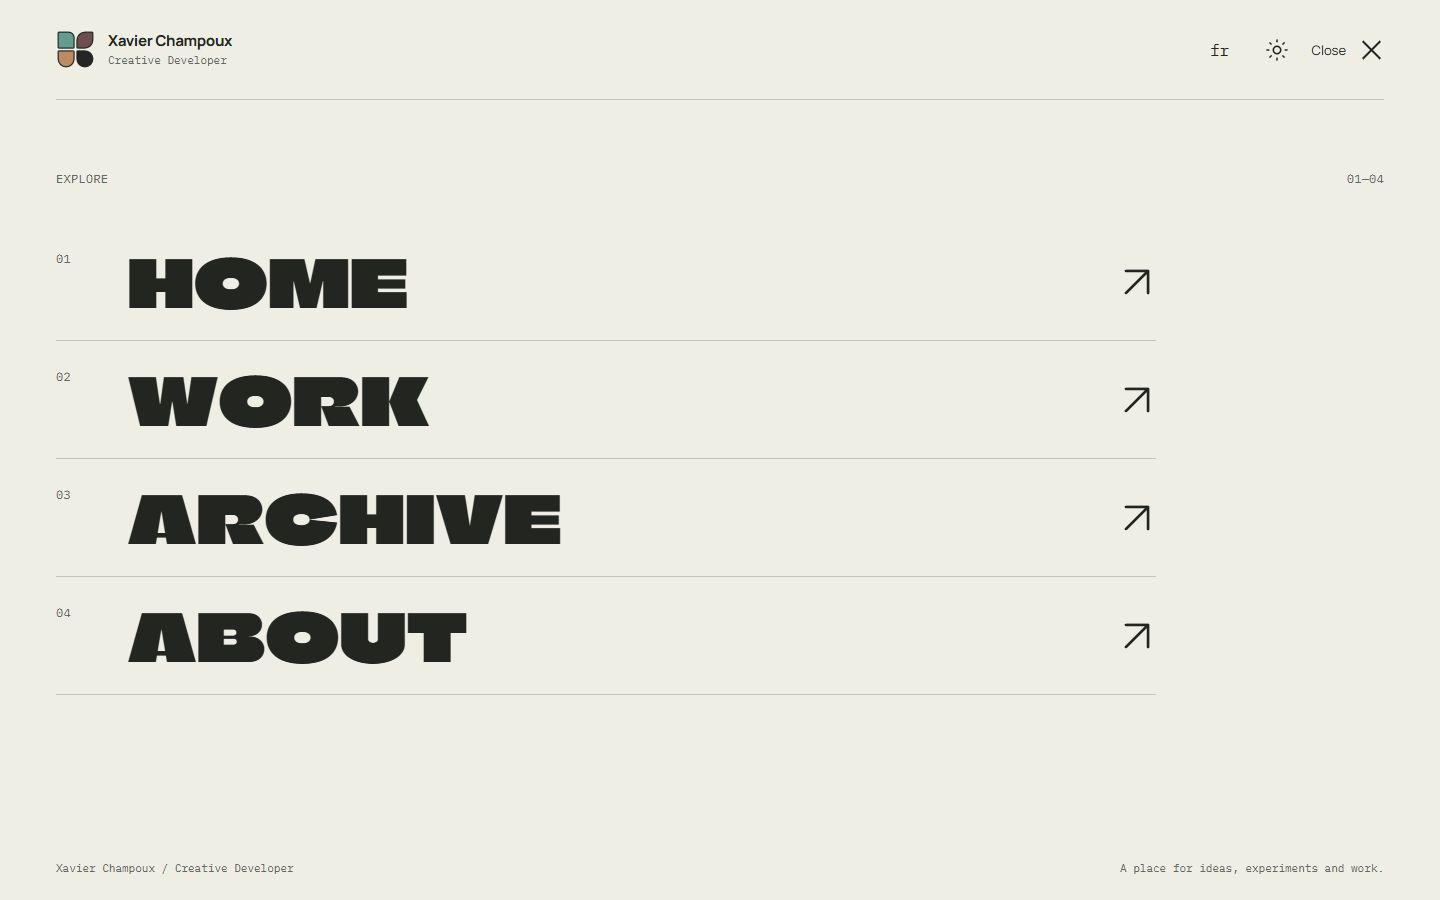 Xavier Champoux
Creative Developer
fr
Close
EXPLORE
01—04
01
HOME
02
WORK
03
ARCHIVE
04
ABOUT
Xavier Champoux / Creative Developer
A place for ideas, experiments and work.